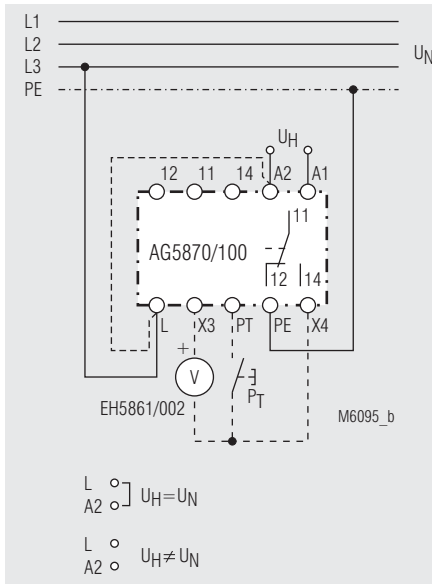 L1
L2
L3
PE
U_N
U_H
12 11 14 A2 A1
11
AG5870/100
12 14
L X3 PT PE X4
+
V
P_T
EH5861/002
M6095_b
L
A2
U_H=U_N
L
A2
U_H≠U_N